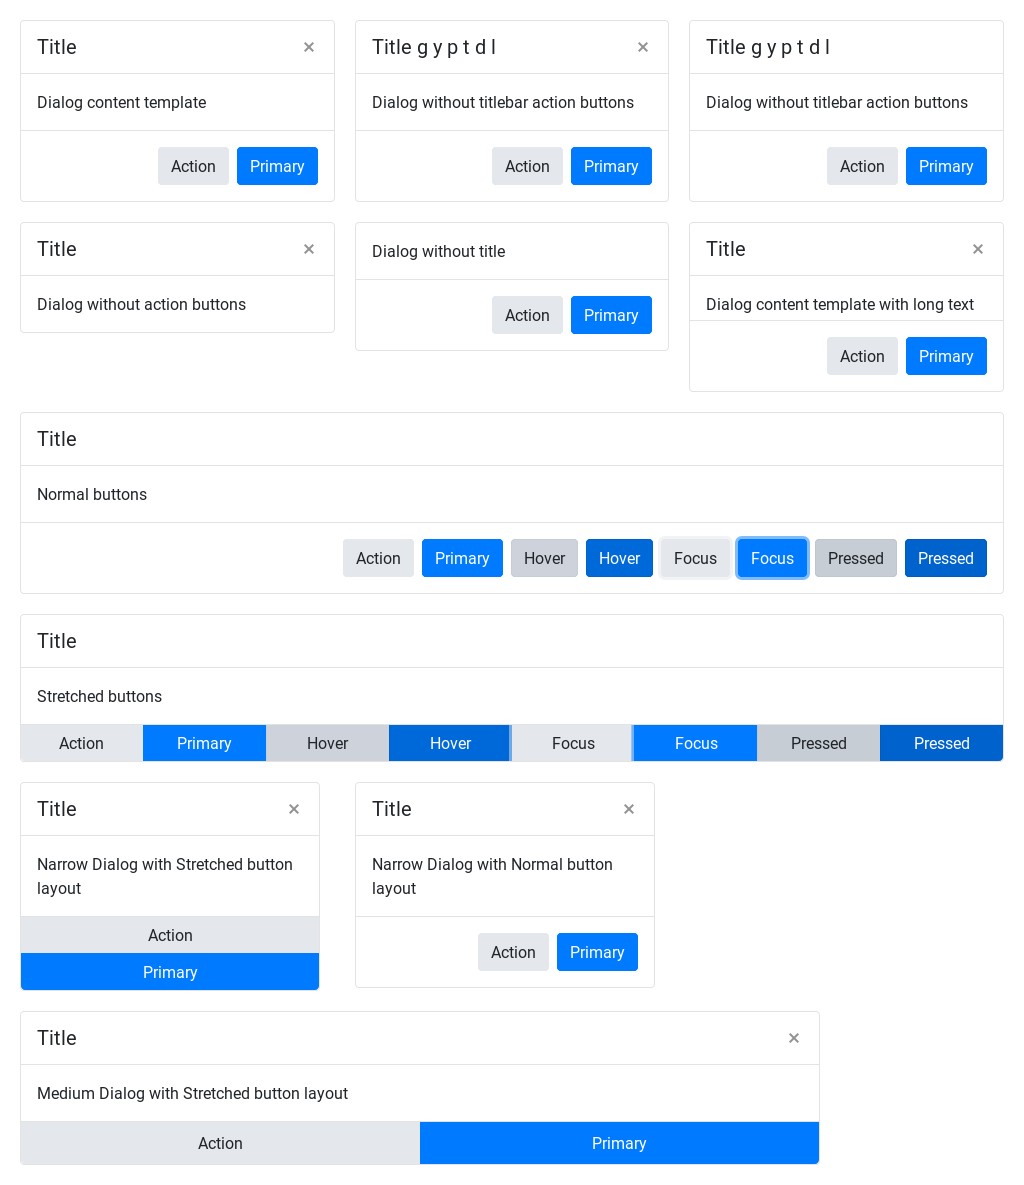 Title ×
Dialog content template
Action Primary
Title g y p t d l ×
Dialog without titlebar action buttons
Action Primary
Title g y p t d l
Dialog without titlebar action buttons
Action Primary
Title ×
Dialog without action buttons
Dialog without title
Action Primary
Title ×
Dialog content template with long text
Action Primary
Title
Normal buttons
Action Primary Hover Hover Focus Focus Pressed Pressed
Title
Stretched buttons
Action Primary Hover Hover Focus Focus Pressed Pressed
Title ×
Narrow Dialog with Stretched button
layout
Action
Primary
Title ×
Narrow Dialog with Normal button
layout
Action Primary
Title ×
Medium Dialog with Stretched button layout
Action Primary